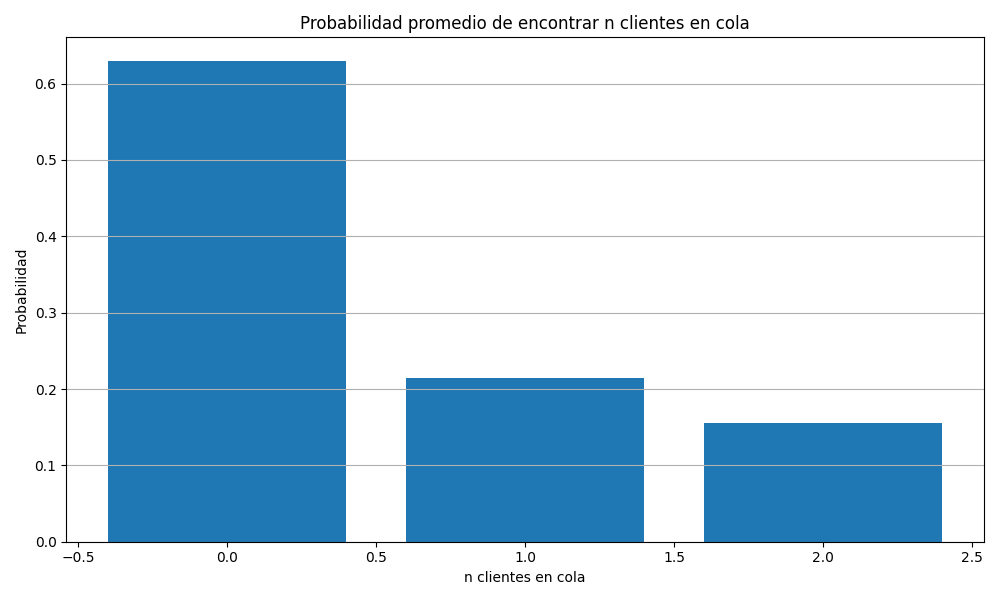 Probabilidad promedio de encontrar n clientes en cola
Probabilidad
0.6
0.5
0.4
0.3
0.2
0.1
0.0
−0.5 0.0 0.5 1.0 1.5 2.0 2.5
n clientes en cola